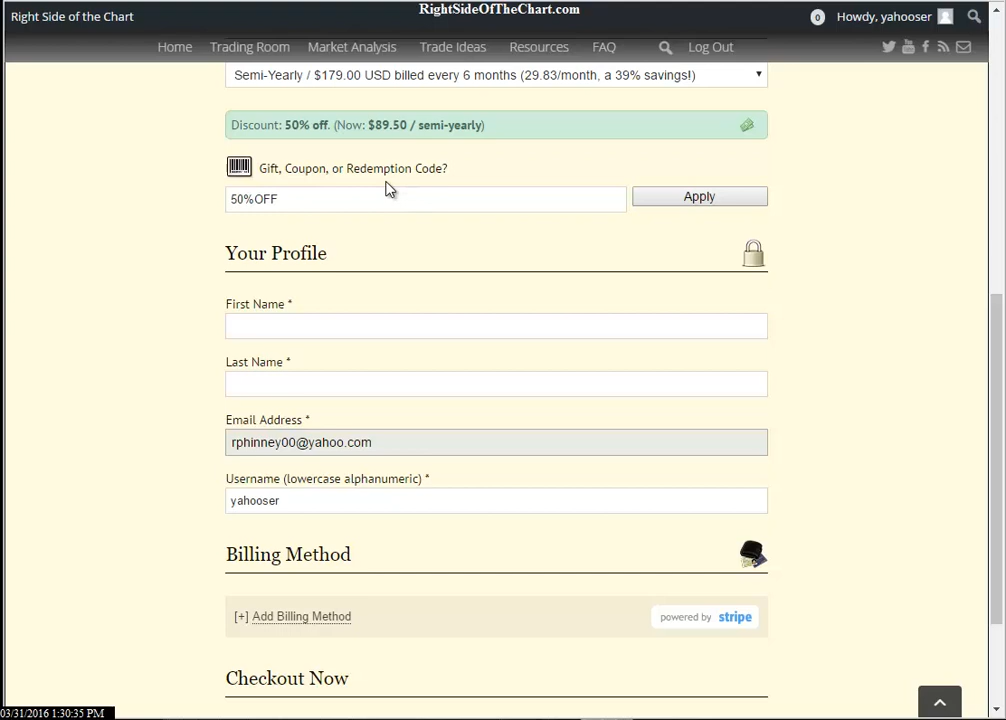 RightSideOfTheChart.com
Right Side of the Chart
0 Howdy, yahooser
Home Trading Room Market Analysis Trade Ideas Resources FAQ Log Out
Semi-Yearly / $179.00 USD billed every 6 months (29.83/month, a 39% savings!)
Discount: 50% off. (Now: $89.50 / semi-yearly)
Gift, Coupon, or Redemption Code?
50%OFF Apply
Your Profile
First Name *
Last Name *
Email Address *
rphinney00@yahoo.com
Username (lowercase alphanumeric) *
yahooser
Billing Method
[+] Add Billing Method powered by stripe
Checkout Now
03/31/2016 1:30:35 PM